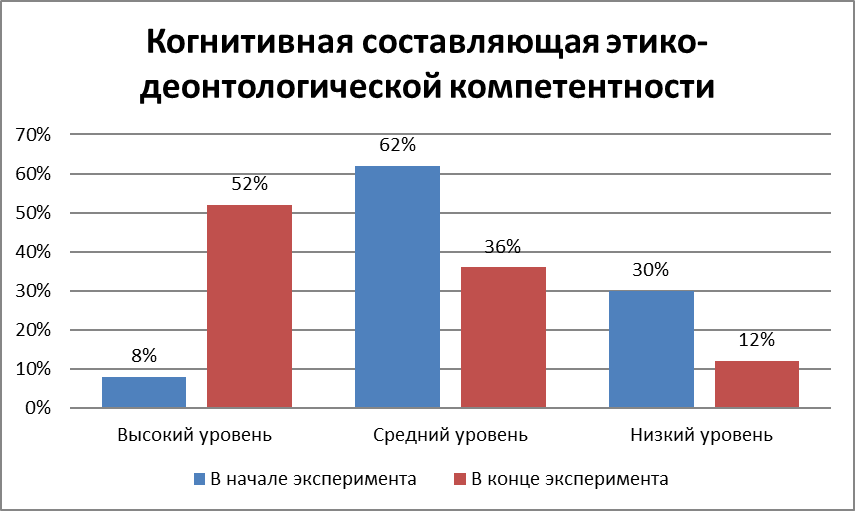 Когнитивная составляющая этико-
деонтологической компетентности
70%
60%
50%
40%
30%
20%
10%
0%
8%
52%
62%
36%
30%
12%
Высокий уровень
Средний уровень
Низкий уровень
В начале эксперимента
В конце эксперимента